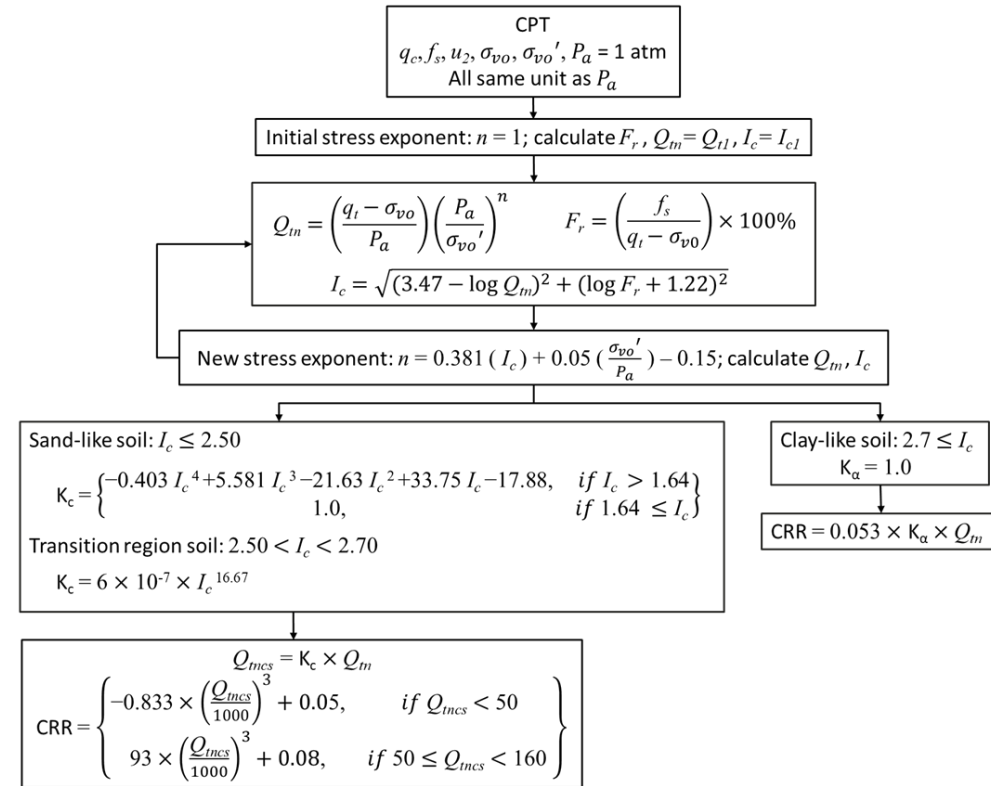 CPT
q_c, f_s, u_2, σ_vo, σ_vo′, P_a = 1 atm
All same unit as P_a
Initial stress exponent: n = 1; calculate F_r, Q_tn= Q_t1, I_c= I_c1
Q_tn = ((q_t − σ_vo)/P_a) (P_a/σ_vo′)^n    F_r = (f_s/(q_t − σ_v0)) × 100%
I_c = √((3.47 − log Q_tn)² + (log F_r + 1.22)²)
New stress exponent: n = 0.381 ( I_c ) + 0.05 (σ_vo′/P_a) – 0.15; calculate Q_tn, I_c
Sand-like soil: I_c ≤ 2.50
K_c = {−0.403 I_c^4+5.581 I_c^3−21.63 I_c^2+33.75 I_c−17.88, if I_c > 1.64
1.0, if 1.64 ≤ I_c}
Transition region soil: 2.50 < I_c < 2.70
K_c = 6 × 10^-7 × I_c^16.67
Q_tncs = K_c × Q_tn
CRR = {−0.833 × (Q_tncs/1000)^3 + 0.05, if Q_tncs < 50
93 × (Q_tncs/1000)^3 + 0.08, if 50 ≤ Q_tncs < 160}
Clay-like soil: 2.7 ≤ I_c
K_α = 1.0
CRR = 0.053 × K_α × Q_tn